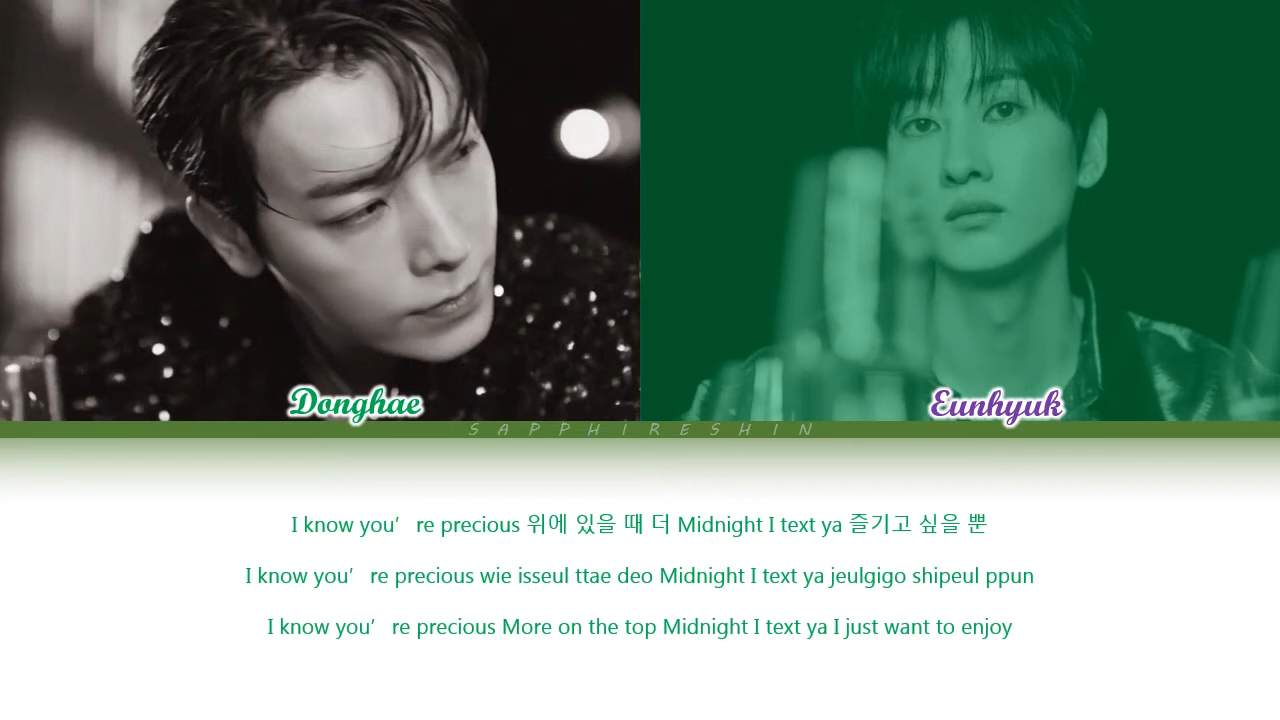 Donghae
Eunhyuk
SAPPHIRESHIN
I know you’re precious 위에 있을 때 더 Midnight I text ya 즐기고 싶을 뿐
I know you’re precious wie isseul ttae deo Midnight I text ya jeulgigo shipeul ppun
I know you’re precious More on the top Midnight I text ya I just want to enjoy